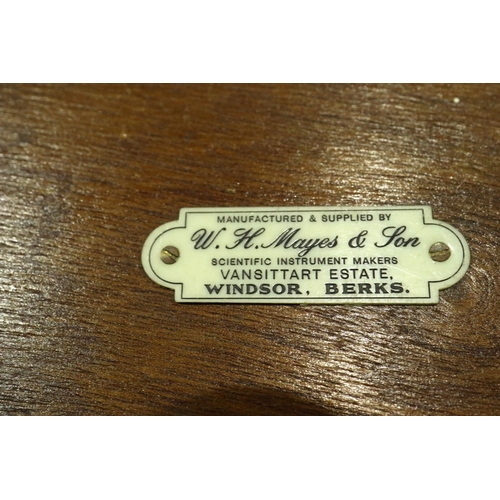 MANUFACTURED & SUPPLIED BY
W. H. Mayes & Son
SCIENTIFIC INSTRUMENT MAKERS
VANSITTART ESTATE,
WINDSOR, BERKS.